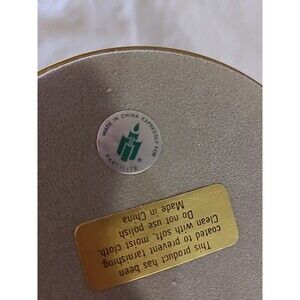 MADE IN CHINA EXPRESSLY FOR
PARTYLITE
This product has been
coated to prevent tarnishing.
Clean with soft, moist cloth.
Do not use polish
Made in China